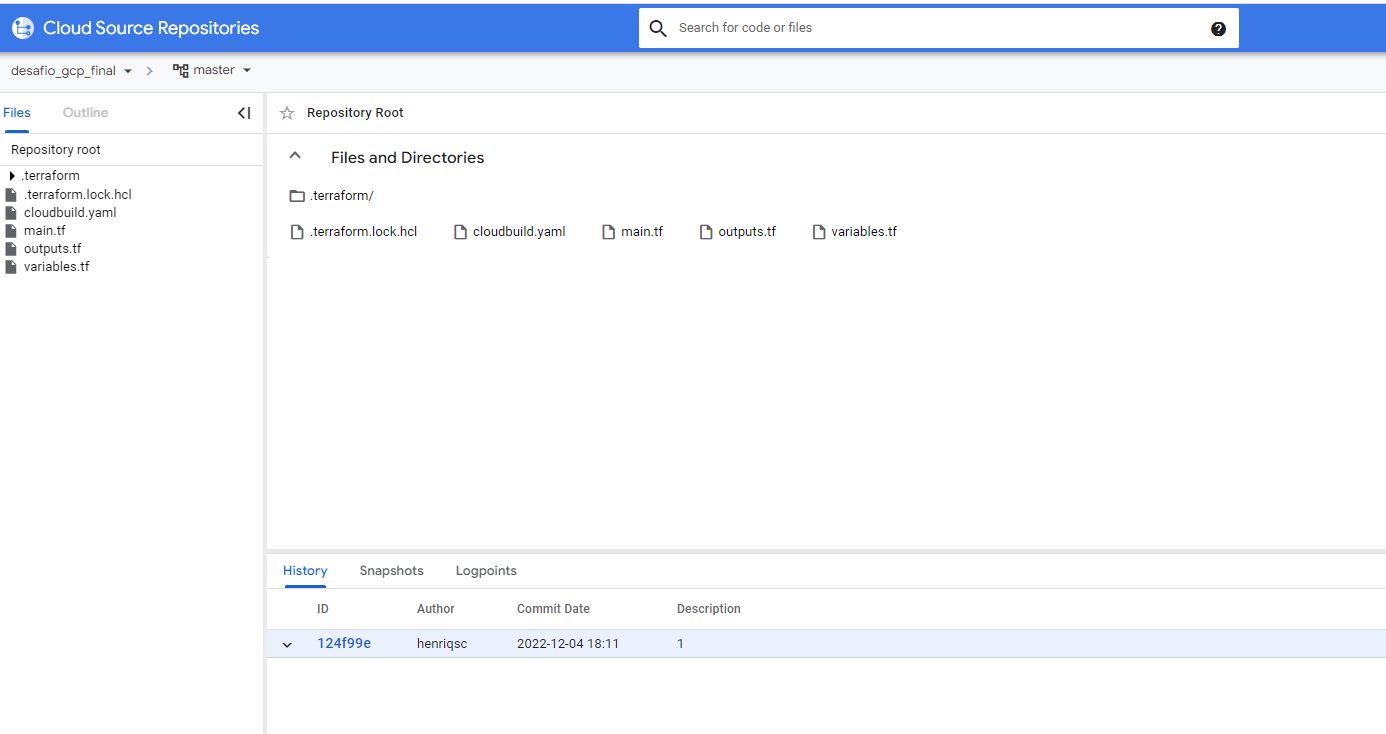 Cloud Source Repositories
Search for code or files
desafio_gcp_final
master
Files Outline
Repository root
.terraform
.terraform.lock.hcl
cloudbuild.yaml
main.tf
outputs.tf
variables.tf
Repository Root
Files and Directories
.terraform/
.terraform.lock.hcl cloudbuild.yaml main.tf outputs.tf variables.tf
History Snapshots Logpoints
ID Author Commit Date Description
124f99e henriqsc 2022-12-04 18:11 1